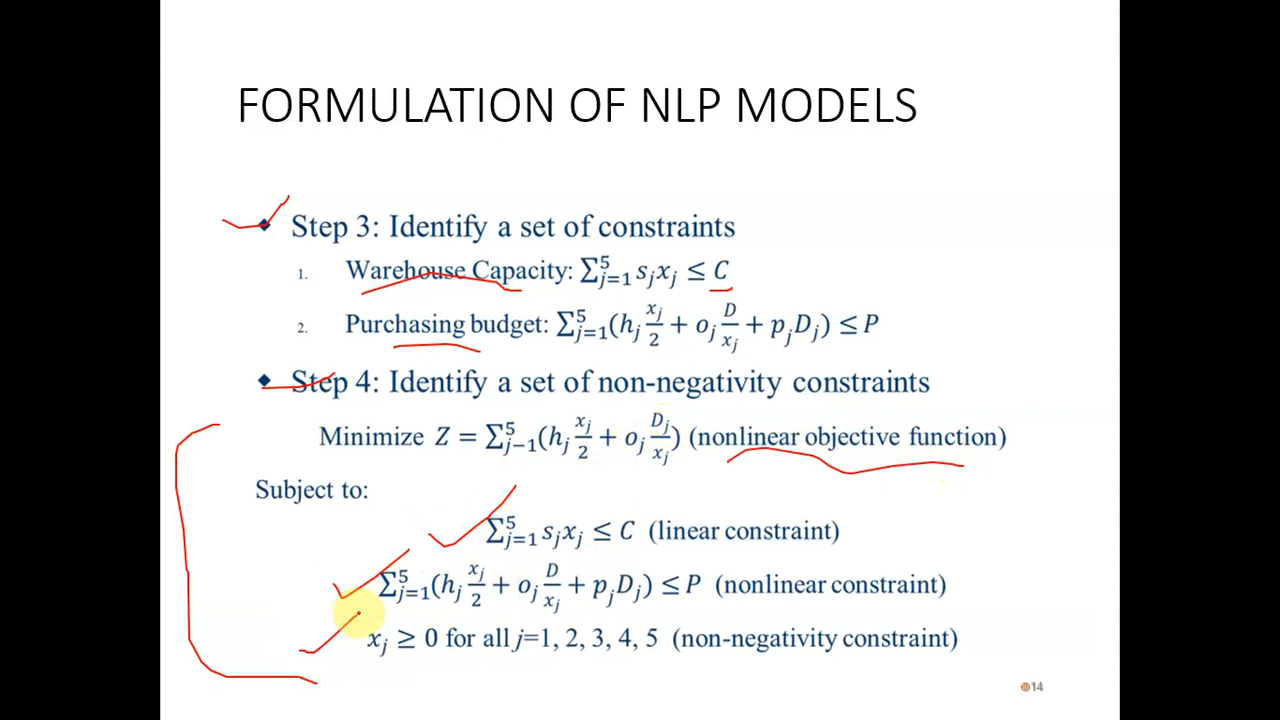 FORMULATION OF NLP MODELS
◆ Step 3: Identify a set of constraints
1. Warehouse Capacity: ∑⁵ⱼ₌₁ sⱼxⱼ ≤ C
2. Purchasing budget: ∑⁵ⱼ₌₁(hⱼ xⱼ/2 + oⱼ D/xⱼ + pⱼDⱼ) ≤ P
◆ Step 4: Identify a set of non-negativity constraints
Minimize Z = ∑⁵ⱼ₋₁(hⱼ xⱼ/2 + oⱼ Dⱼ/xⱼ) (nonlinear objective function)
Subject to:
∑⁵ⱼ₌₁ sⱼxⱼ ≤ C (linear constraint)
∑⁵ⱼ₌₁(hⱼ xⱼ/2 + oⱼ D/xⱼ + pⱼDⱼ) ≤ P (nonlinear constraint)
xⱼ ≥ 0 for all j=1, 2, 3, 4, 5 (non-negativity constraint)
14